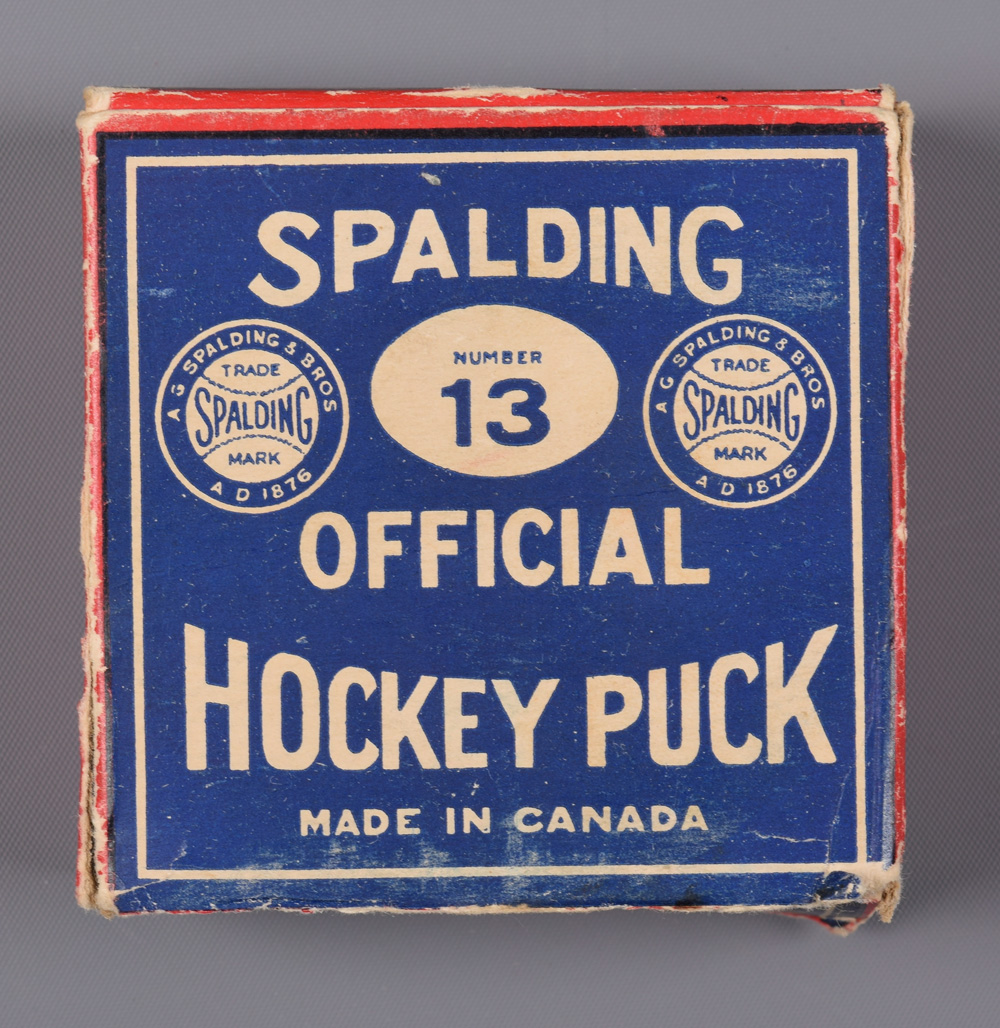 SPALDING
A G SPALDING & BROS
TRADE
SPALDING
MARK
A D 1876
NUMBER
13
A G SPALDING & BROS
TRADE
SPALDING
MARK
A D 1876
OFFICIAL
HOCKEY PUCK
MADE IN CANADA